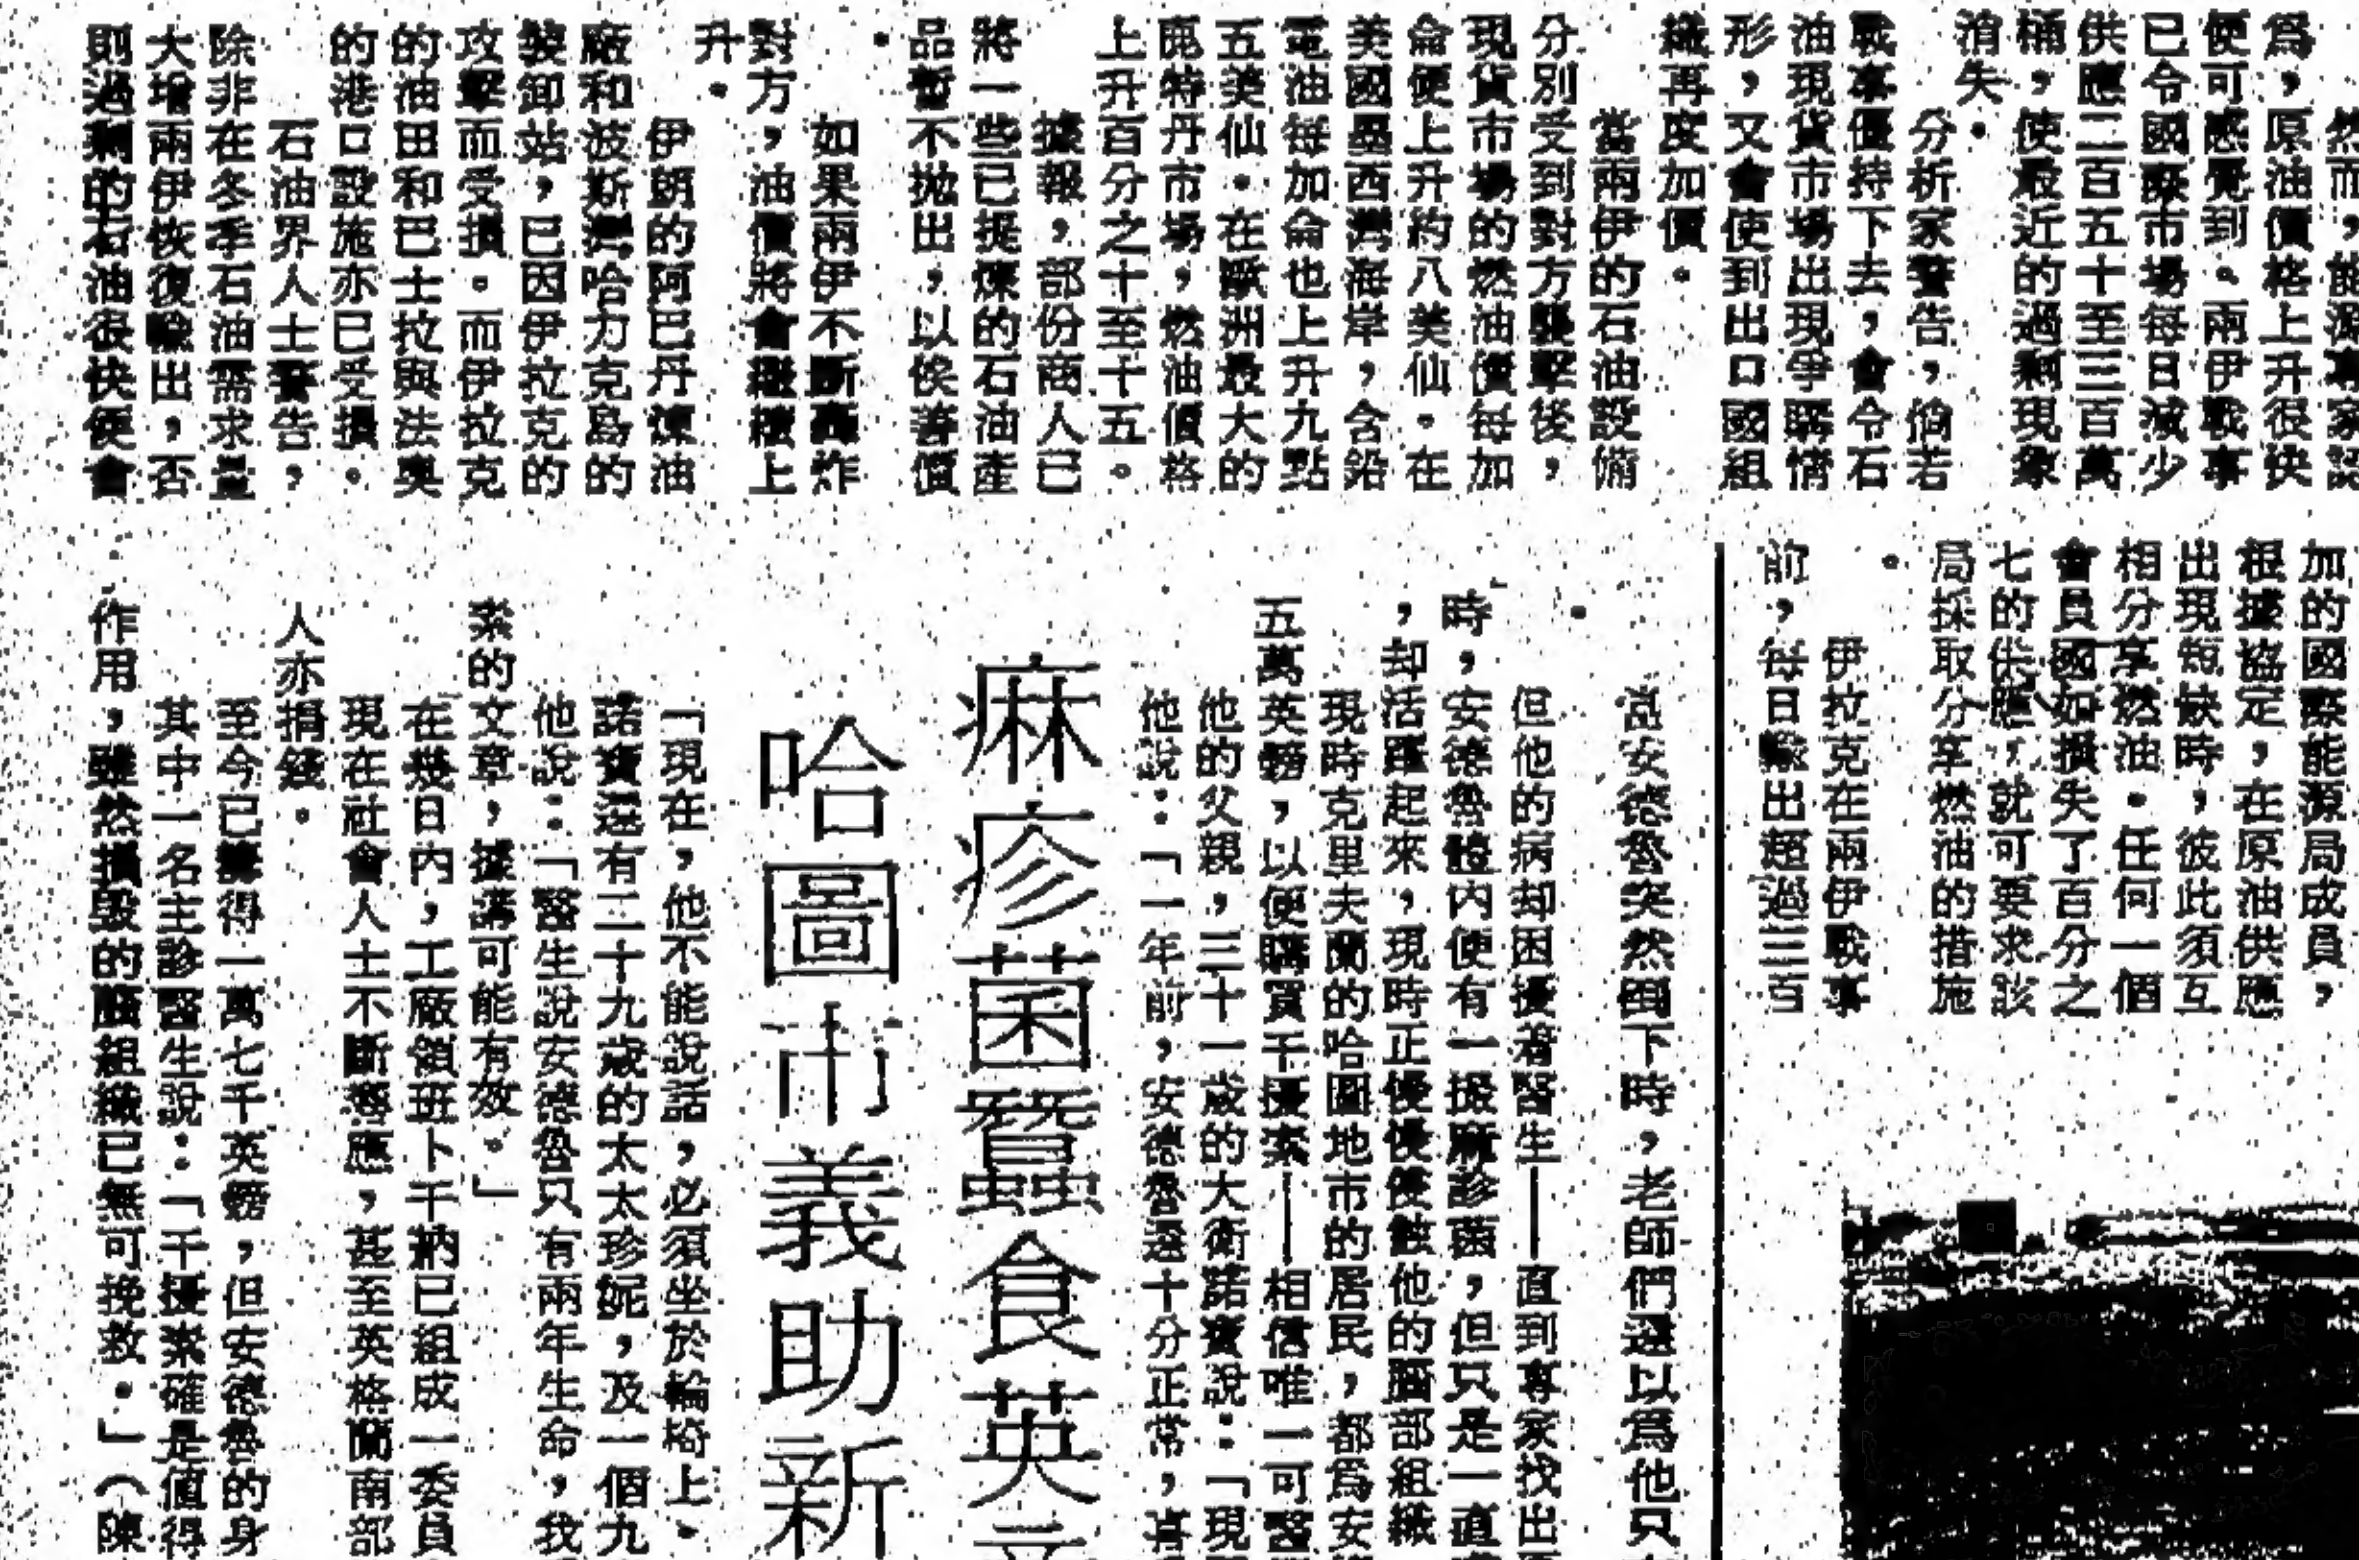 然而，能源專家認
爲，原油價格上升很快
便可感覺到。兩伊戰事
已令國際市場每日減少
供應二百五十至三百萬
桶，使最近的過剩現象
消失。
分析家警告，倘若
戰事僵持下去，會令石
油現貨市場出現爭購情
形，又會使到出口國組
織再度加價。
當兩伊的石油設備
分別受到對方襲擊後，
現貨市場的燃油價每加
侖便上升約八美仙。在
美國墨西灣海岸，含鉛
電油每加侖也上升九點
五美仙。在歐洲最大的
鹿特丹市場，燃油價格
上升百分之十至十五。
據報，部份商人已
將一些已提煉的石油產
品暫不拋出，以俟善價
。
如果兩伊不斷轟炸
對方，油價將會繼續上
升。
伊朗的阿巴丹煉油
廠和波斯灣哈力克島的
裝卸站，已因伊拉克的
攻擊而受損。而伊拉克
的油田和巴士拉與法奧
的港口設施亦已受損。
石油界人士警告，
除非在冬季石油需求量
大增兩伊恢復輸出，否
則過剩的石油很快便會
加的國際能源局成員，
根據協定，在原油供應
出現短缺時，彼此須互
相分享燃油。任何一個
會員國如損失了百分之
七的供應，就可要求該
局採取分享燃油的措施
。
伊拉克在兩伊戰事
前，每日輸出超過三百
當安德魯突然倒下時，老師們還以爲他只
。
但他的病却困擾着醫生——直到專家找出
時，安德魯體內便有一撮麻疹菌，但只是一直
，却活躍起來，現時正慢慢侵蝕他的腦部組織
現時克里夫蘭的哈圖地市的居民，都爲安
五萬英鎊，以便購買干擾素——相信唯一可醫
他的父親，三十一歲的大衛諾寶說：「現
他說：「一年前，安德魯還十分正常，喜
麻疹菌蠶食英
哈圖市義助新
「現在，他不能說話，必須坐於輪椅上。
諾寶還有二十九歲的太太珍妮，及一個九
他說：「醫生說安德魯只有兩年生命，我
素的文章，據講可能有效。」
在幾日內，工廠領班卜干納已組成一委員
現在社會人士不斷響應，甚至英格蘭南部
人亦捐錢。
至今已籌得一萬七千英鎊，但安德魯的身
其中一名主診醫生說：「干擾素確是值得
作用，雖然損毀的腦組織已無可挽救。」（陳